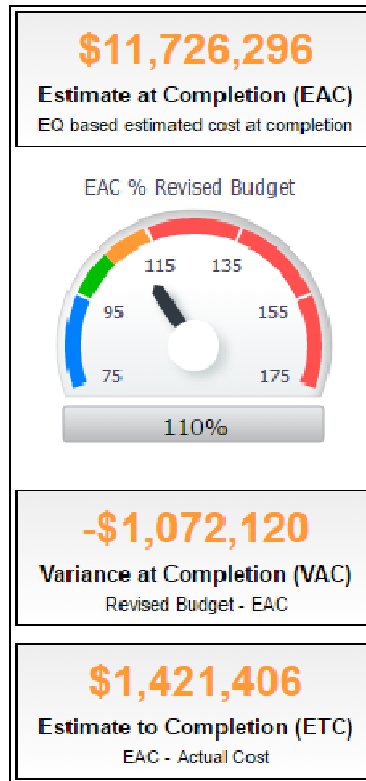 $11,726,296
Estimate at Completion (EAC)
EQ based estimated cost at completion
EAC % Revised Budget
115 135
95 155
75 175
110%
-$1,072,120
Variance at Completion (VAC)
Revised Budget - EAC
$1,421,406
Estimate to Completion (ETC)
EAC - Actual Cost